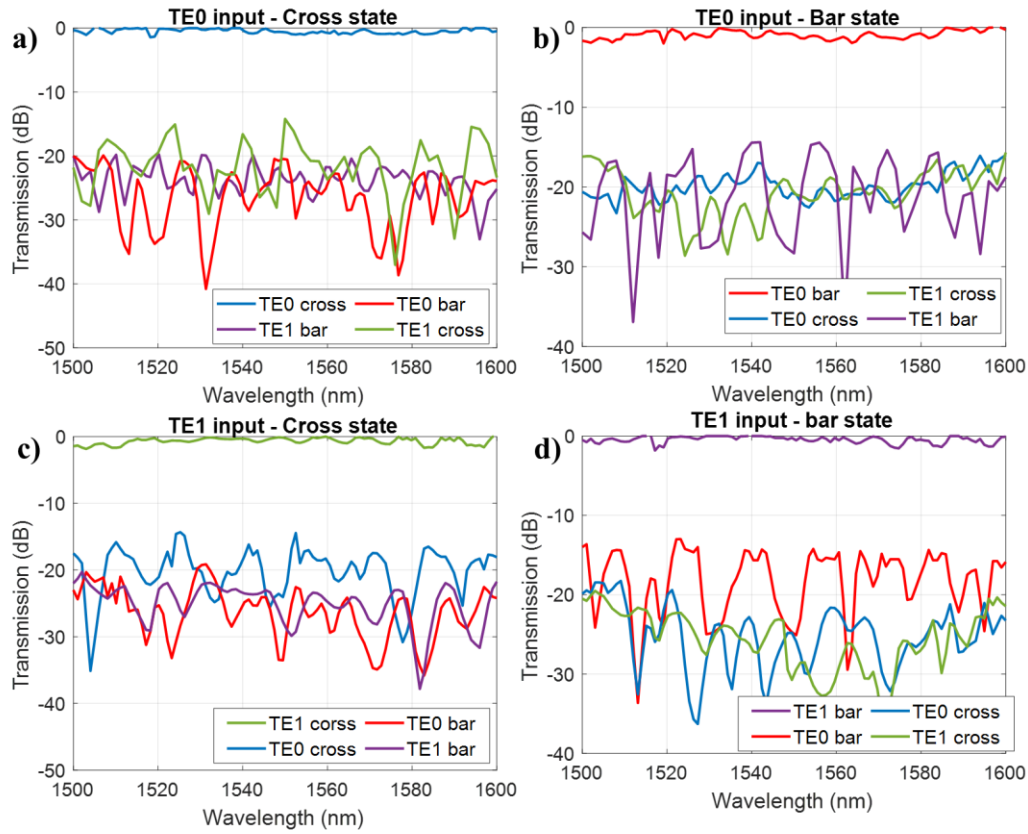 a)
TE0 input - Cross state
Transmission (dB)
0
-10
-20
-30
-40
-50
TE0 cross TE0 bar
TE1 bar TE1 cross
1500 1520 1540 1560 1580 1600
Wavelength (nm)
b)
TE0 input - Bar state
Transmission (dB)
0
-10
-20
-30
-40
TE0 bar TE1 cross
TE0 cross TE1 bar
1500 1520 1540 1560 1580 1600
Wavelength (nm)
c)
TE1 input - Cross state
Transmission (dB)
0
-10
-20
-30
-40
-50
TE1 corss TE0 bar
TE0 cross TE1 bar
1500 1520 1540 1560 1580 1600
Wavelength (nm)
d)
TE1 input - bar state
Transmission (dB)
0
-10
-20
-30
-40
TE1 bar TE0 cross
TE0 bar TE1 cross
1500 1520 1540 1560 1580 1600
Wavelength (nm)